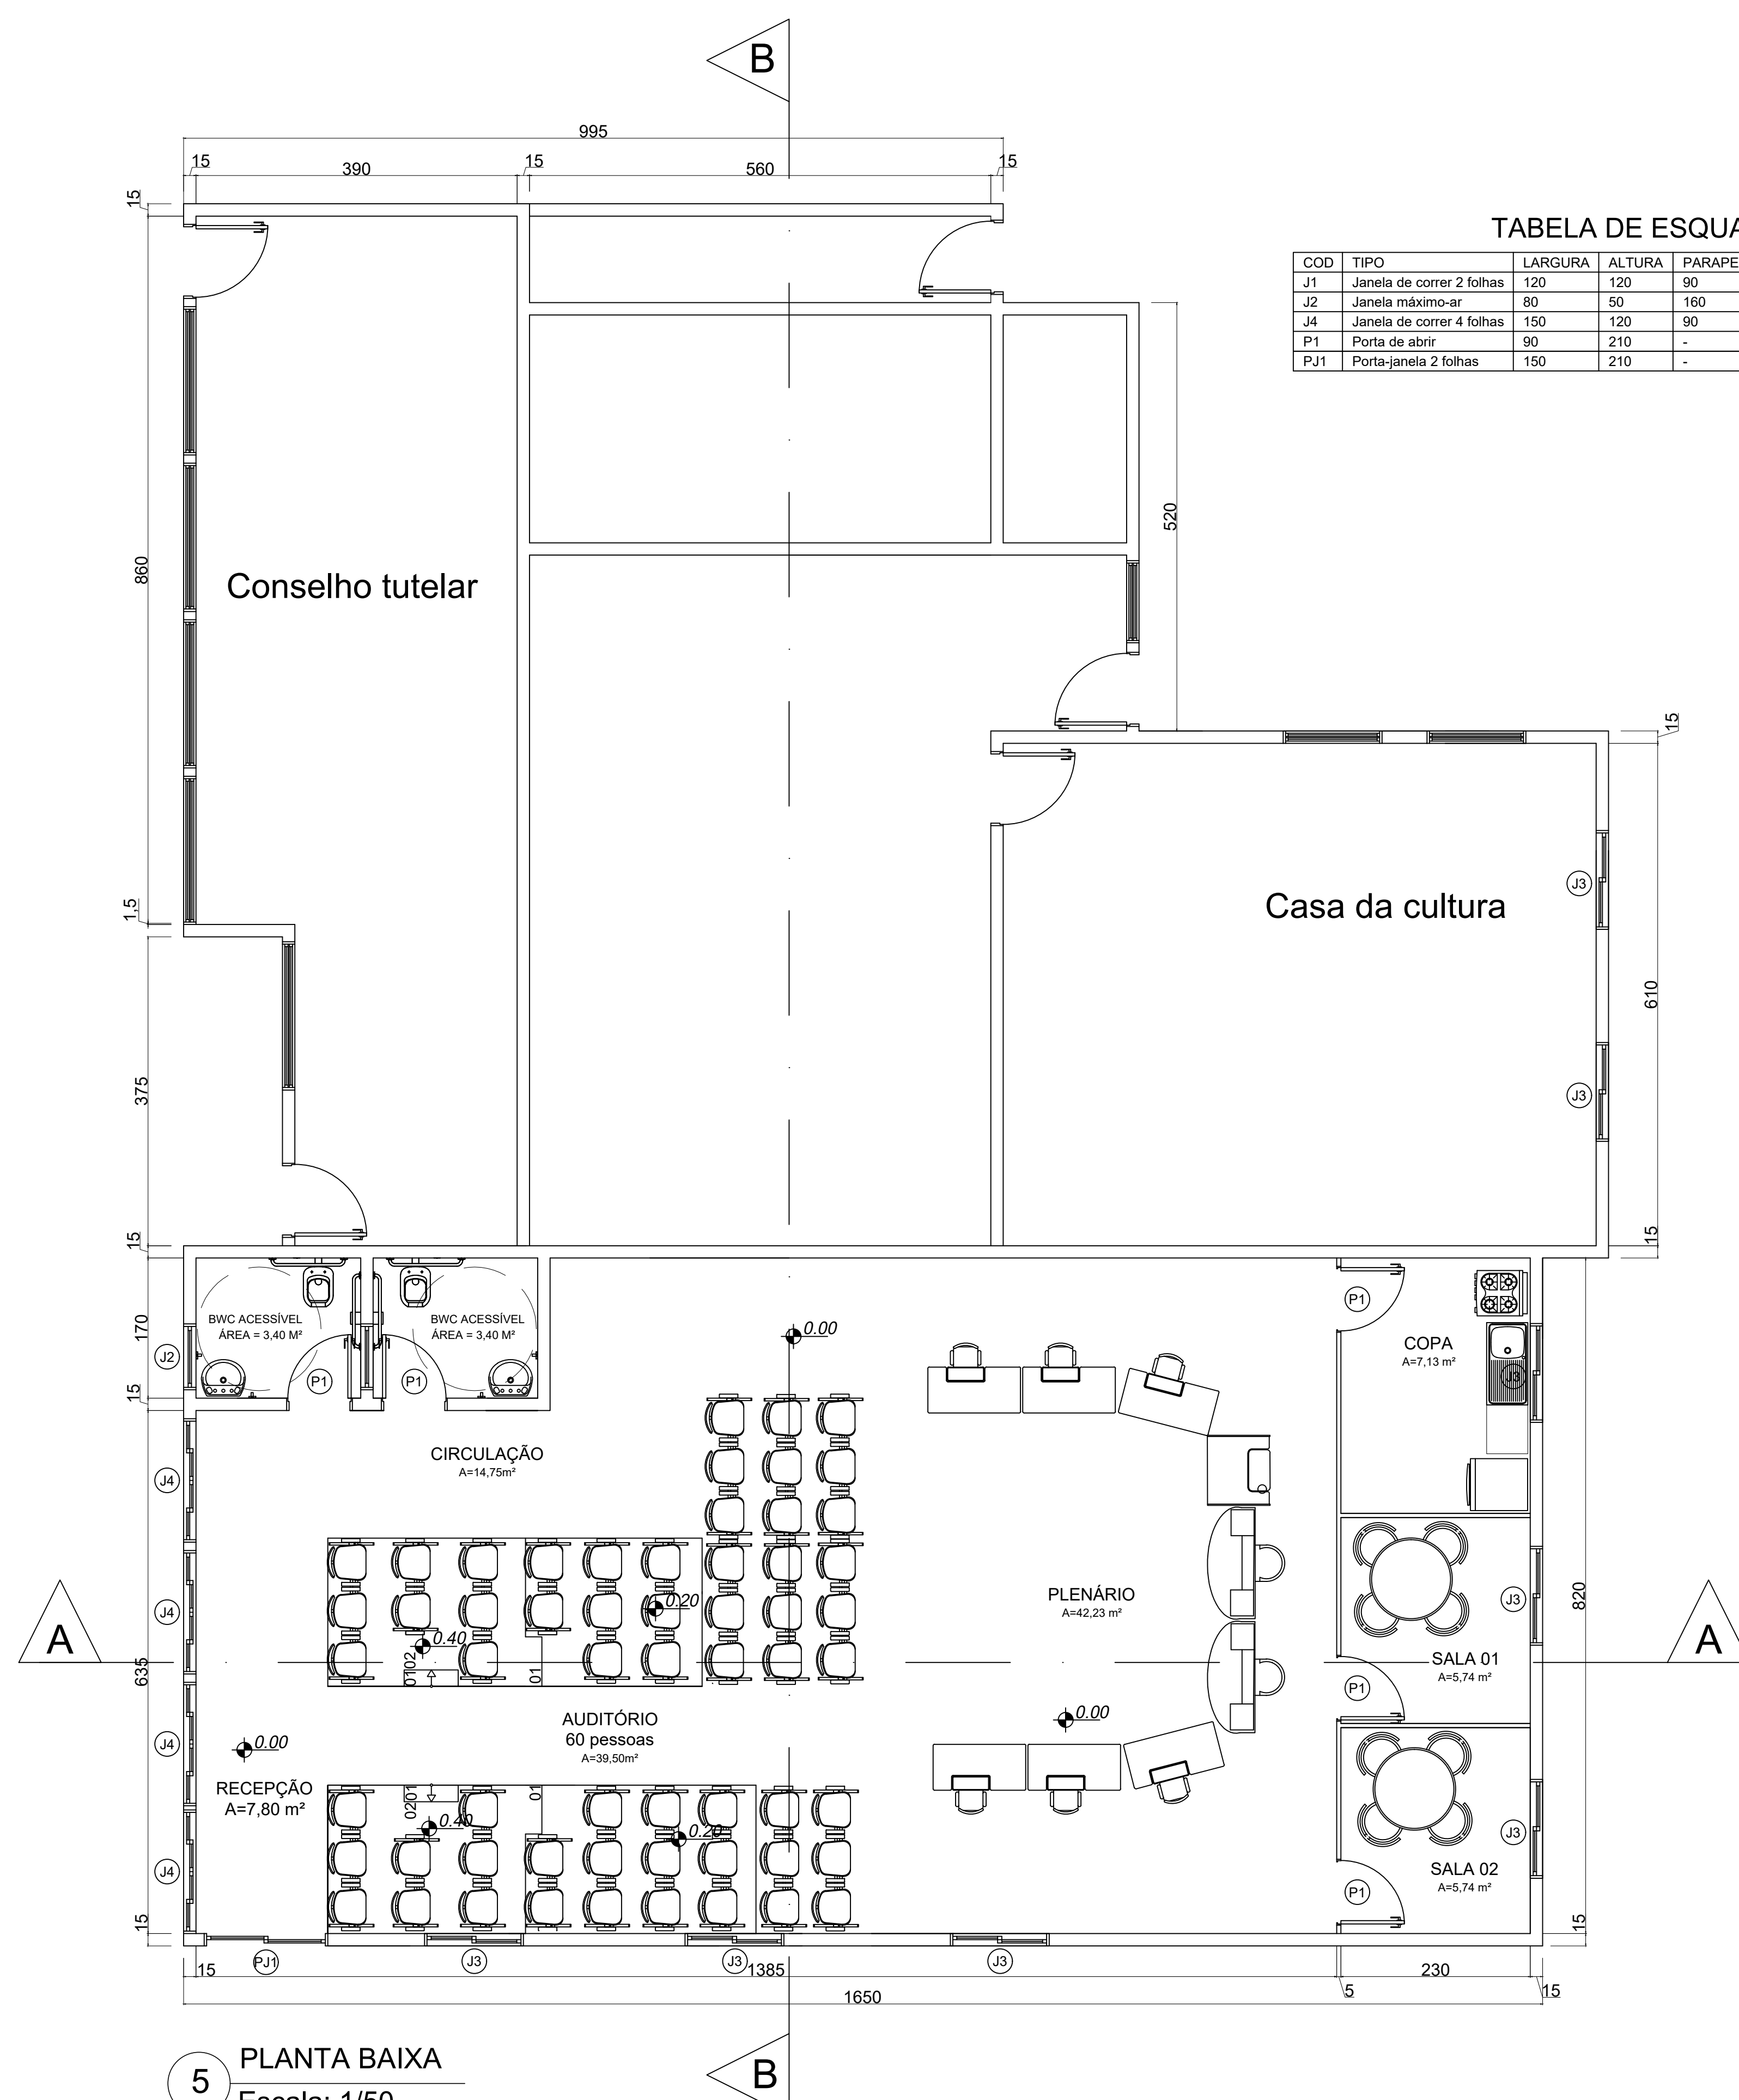 B
995
15 390 15 560 15
15
TABELA DE ESQUA
COD TIPO LARGURA ALTURA PARAPE
J1 Janela de correr 2 folhas 120 120 90
J2 Janela máximo-ar 80 50 160
J4 Janela de correr 4 folhas 150 120 90
P1 Porta de abrir 90 210 -
PJ1 Porta-janela 2 folhas 150 210 -
520
860
Conselho tutelar
15
J3
Casa da cultura
1,5
610
375
J3
15
15
BWC ACESSÍVEL
ÁREA = 3,40 M²
BWC ACESSÍVEL
ÁREA = 3,40 M²
170
J2
P1
P1
0.00
P1
COPA
A=7,13 m²
J3
15
CIRCULAÇÃO
A=14,75m²
J4
J4
0.20
0.40
0102
01
PLENÁRIO
A=42,23 m²
J3
820
A
A
635
SALA 01
A=5,74 m²
P1
AUDITÓRIO
60 pessoas
A=39,50m²
0.00
0.00
J4
RECEPÇÃO
A=7,80 m²
0201
01
0.40
0.20
J3
J4
SALA 02
A=5,74 m²
P1
15
15
PJ1
J3
J3
J3
15 1385 5 230 15
1650
5
PLANTA BAIXA
Escala: 1/50
B